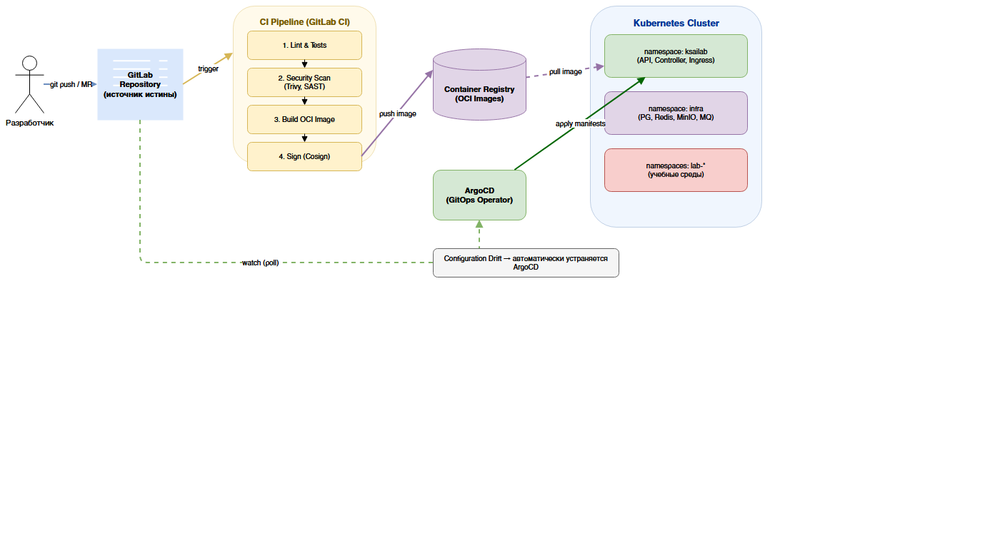 Разработчик
git push / MR
GitLab
Repository
(источник истины)
trigger
CI Pipeline (GitLab CI)
1. Lint & Tests
2. Security Scan
(Trivy, SAST)
3. Build OCI Image
4. Sign (Cosign)
push image
Container Registry
(OCI Images)
pull image
Kubernetes Cluster
namespace: ksailab
(API, Controller, Ingress)
namespace: infra
(PG, Redis, MinIO, MQ)
namespaces: lab-*
(учебные среды)
apply manifests
ArgoCD
(GitOps Operator)
watch (poll)
Configuration Drift → автоматически устраняется
ArgoCD